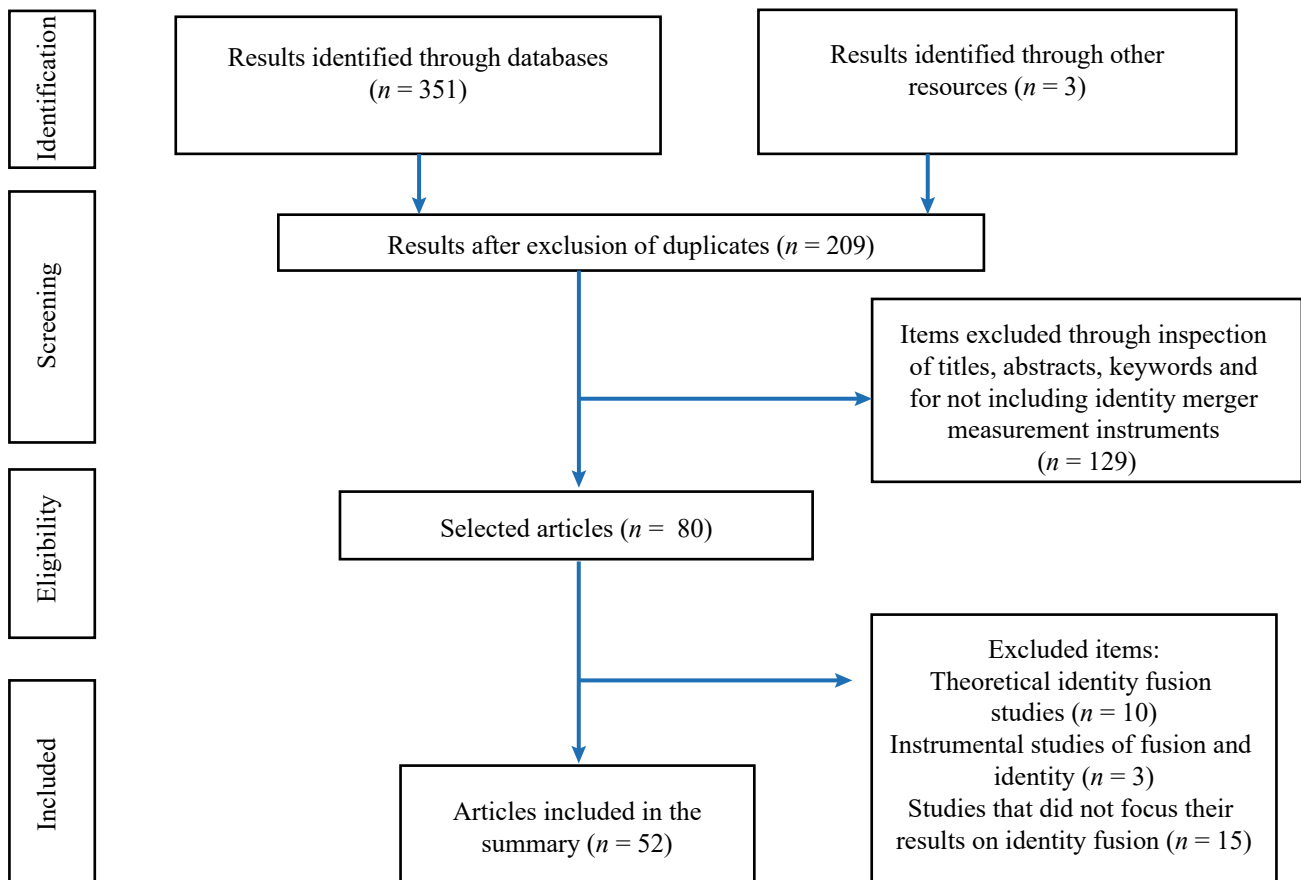 Identification
Results identified through databases
(n = 351)
Results identified through other
resources (n = 3)
Screening
Results after exclusion of duplicates (n = 209)
Items excluded through inspection
of titles, abstracts, keywords and
for not including identity merger
measurement instruments
(n = 129)
Eligibility
Selected articles (n = 80)
Included
Excluded items:
Theoretical identity fusion
studies (n = 10)
Instrumental studies of fusion and
identity (n = 3)
Studies that did not focus their
results on identity fusion (n = 15)
Articles included in the
summary (n = 52)